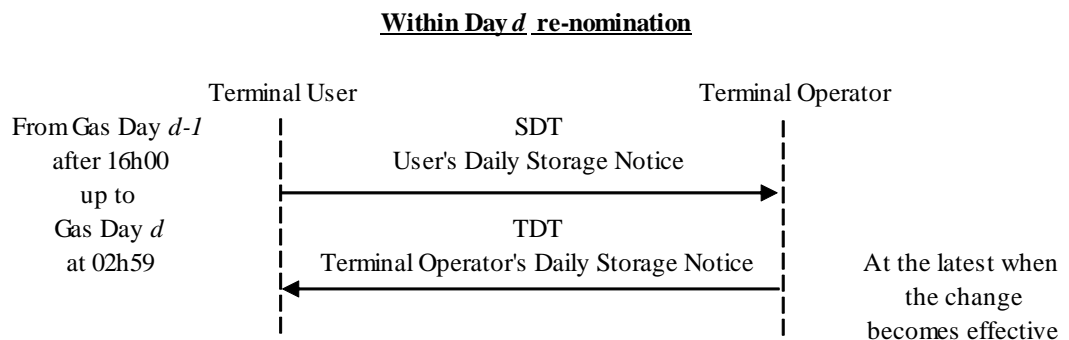 Within Day d re-nomination
Terminal User
Terminal Operator
From Gas Day d-1
after 16h00
up to
Gas Day d
at 02h59
SDT
User's Daily Storage Notice
TDT
Terminal Operator's Daily Storage Notice
At the latest when
the change
becomes effective